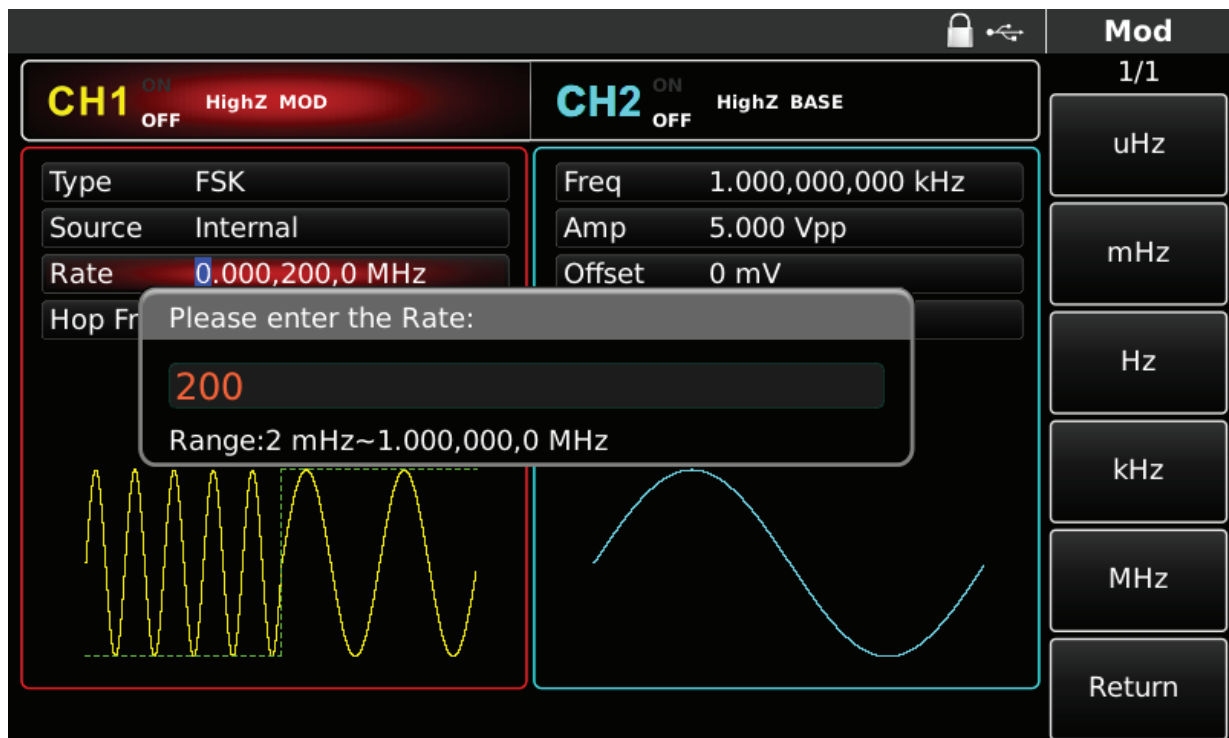 Mod
1/1
CH1 ON OFF HighZ MOD
CH2 ON OFF HighZ BASE
Type FSK
Source Internal
Rate 0.000,200,0 MHz
Hop Fr
Freq 1.000,000,000 kHz
Amp 5.000 Vpp
Offset 0 mV
Please enter the Rate:
200
Range:2 mHz~1.000,000,0 MHz
uHz
mHz
Hz
kHz
MHz
Return